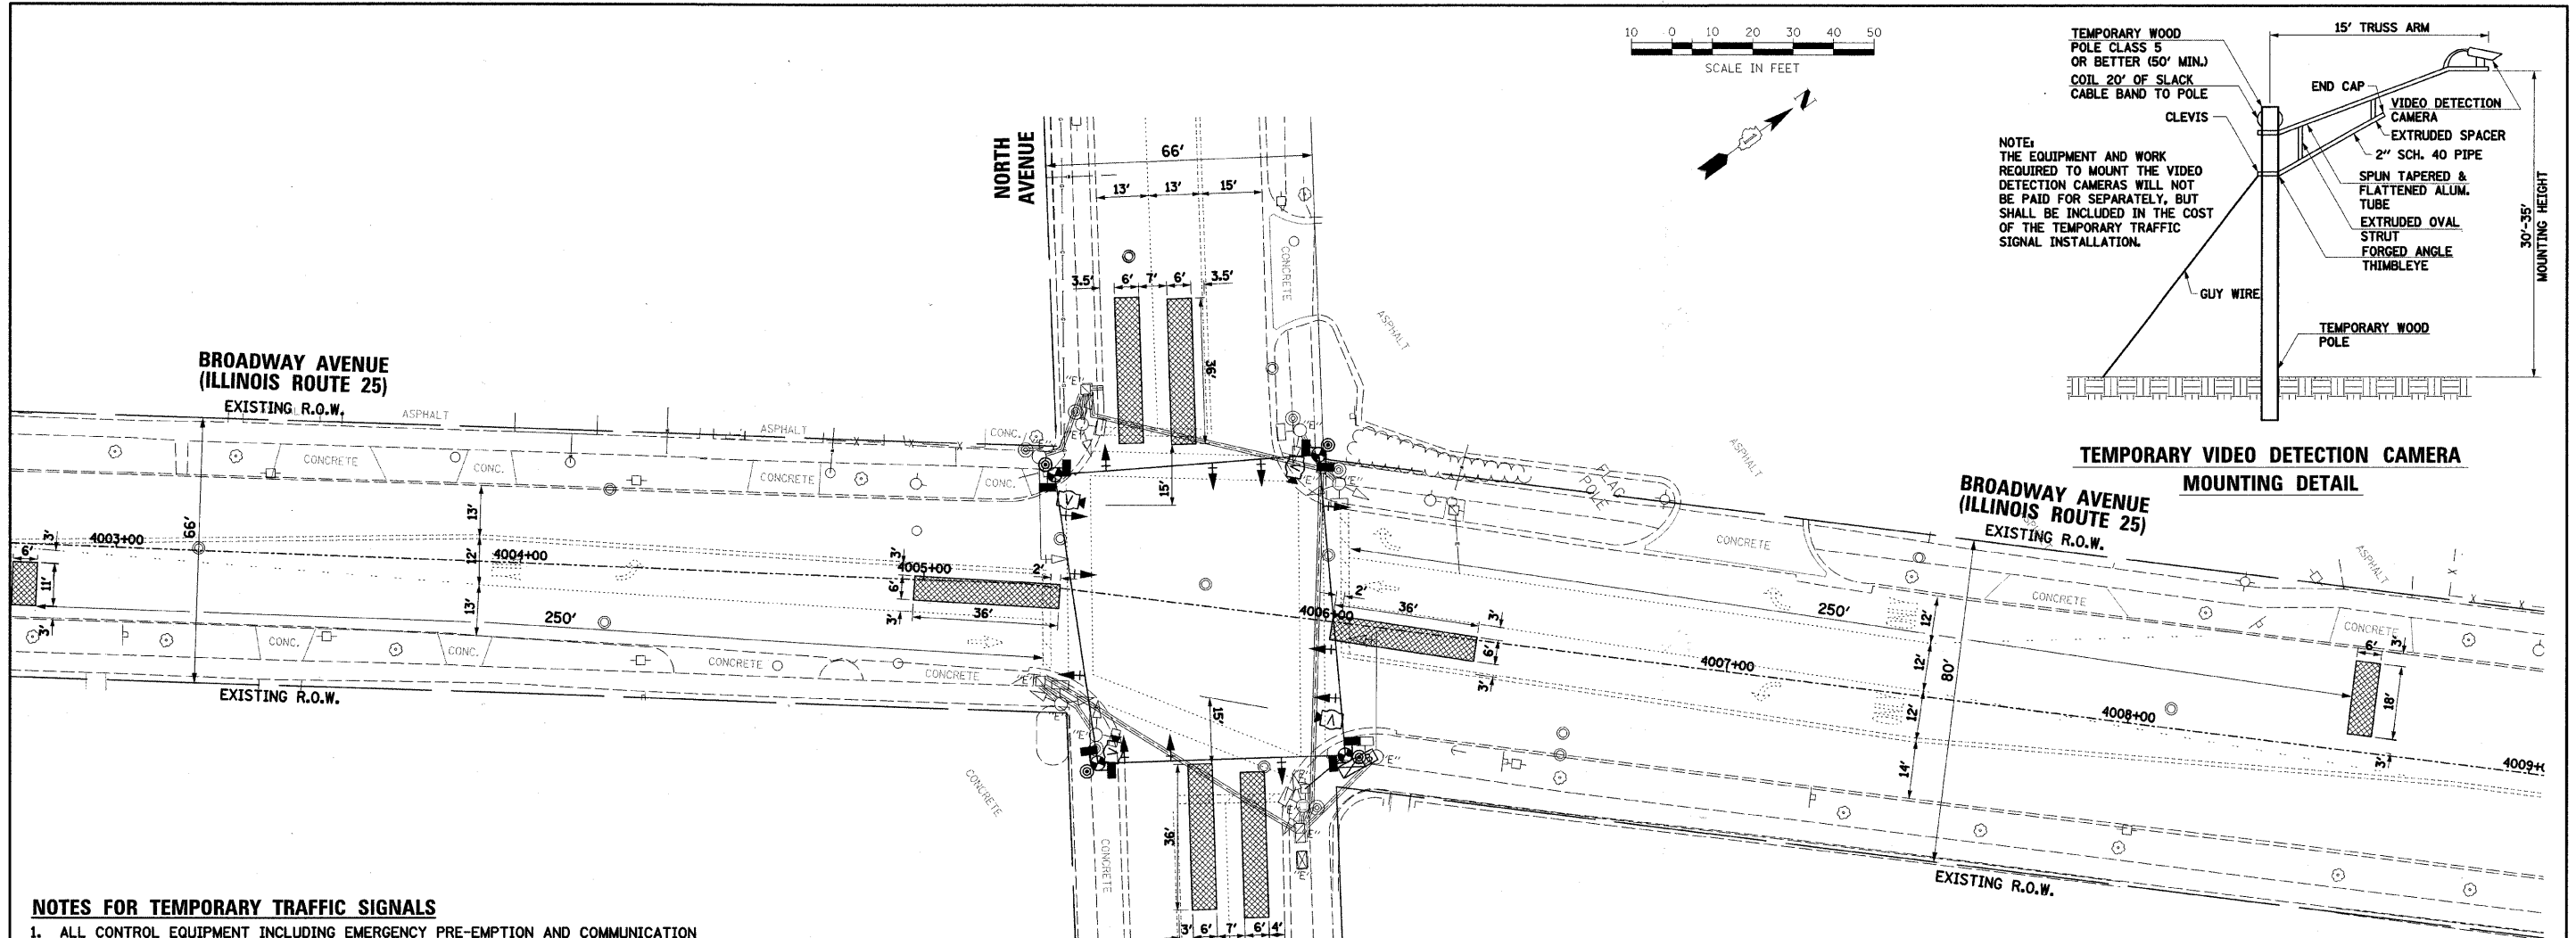 10 0 10 20 30 40 50
SCALE IN FEET
N
TEMPORARY WOOD
POLE CLASS 5
OR BETTER (50' MIN.)
COIL 20' OF SLACK
CABLE BAND TO POLE
CLEVIS
15' TRUSS ARM
END CAP
VIDEO DETECTION
CAMERA
EXTRUDED SPACER
2" SCH. 40 PIPE
SPUN TAPERED &
FLATTENED ALUM.
TUBE
EXTRUDED OVAL
STRUT
FORGED ANGLE
THIMBLEYE
30'-35'
MOUNTING HEIGHT
GUY WIRE
TEMPORARY WOOD
POLE
NOTE:
THE EQUIPMENT AND WORK
REQUIRED TO MOUNT THE VIDEO
DETECTION CAMERAS WILL NOT
BE PAID FOR SEPARATELY, BUT
SHALL BE INCLUDED IN THE COST
OF THE TEMPORARY TRAFFIC
SIGNAL INSTALLATION.
TEMPORARY VIDEO DETECTION CAMERA
MOUNTING DETAIL
NORTH
AVENUE
66'
13' 13' 15'
3.5' 6' 7' 6' 3.5'
36'
15'
CONCRETE
ASPHALT
BROADWAY AVENUE
(ILLINOIS ROUTE 25)
EXISTING R.O.W.
ASPHALT
ASPHALT
CONC.
CONCRETE
CONC.
CONCRETE
CONC.
"E"
66'
13'
12'
13'
4003+00
4004+00
4005+00
6'
3'
11'
3'
3'
6'
3'
2'
36'
250'
CONC.
CONC.
CONCRETE
CONCRETE
EXISTING R.O.W.
"E"
"E"
"E"
"E"
FLAG
POLE
ASPHALT
CONCRETE
BROADWAY AVENUE
(ILLINOIS ROUTE 25)
EXISTING R.O.W.
ASPHALT
CONCRETE
CONCRETE
4006+00
2'
36'
3'
6'
3'
250'
4007+00
12'
12'
12'
14'
80'
4008+00
6'
3'
18'
3'
EXISTING R.O.W.
15'
36'
"E"
"E"
"E"
CONCRETE
CONCRETE
3' 6' 7' 6' 4'
NOTES FOR TEMPORARY TRAFFIC SIGNALS
1. ALL CONTROL EQUIPMENT INCLUDING EMERGENCY PRE-EMPTION AND COMMUNICATION